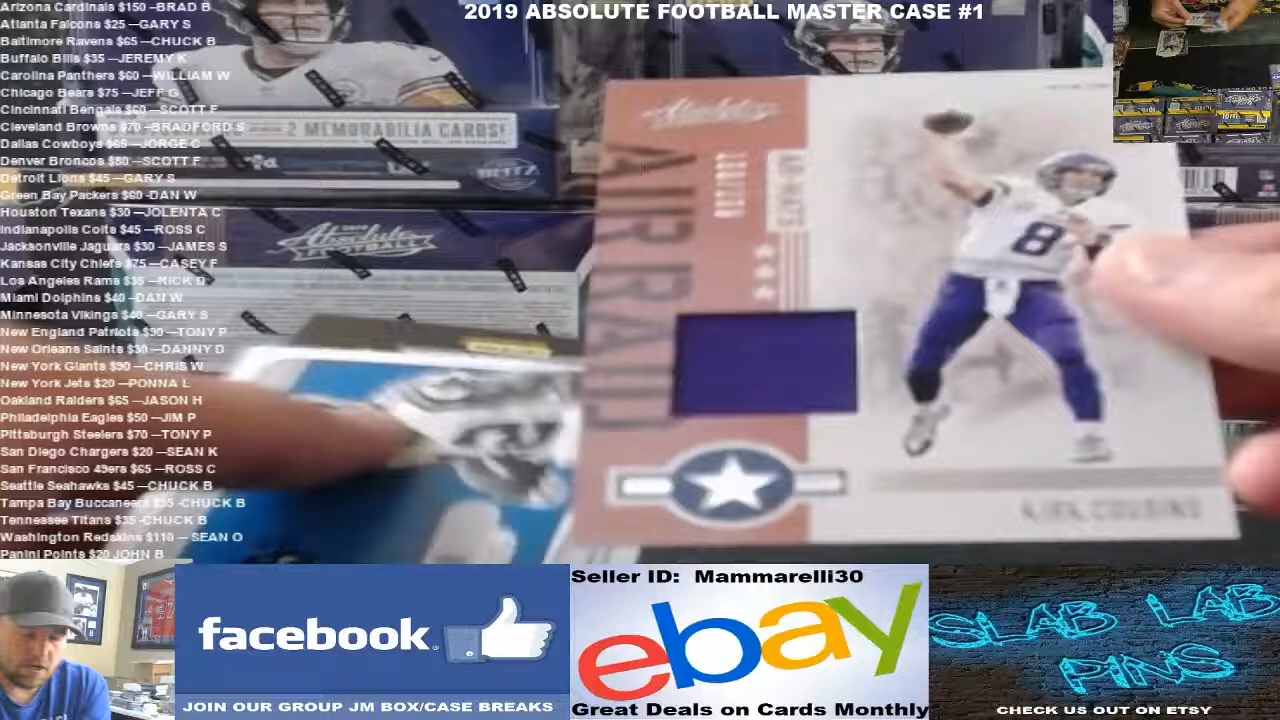 2019 ABSOLUTE FOOTBALL MASTER CASE #1
Arizona Cardinals $150 —BRAD B
Atlanta Falcons $25 —GARY S
Baltimore Ravens $65 —CHUCK B
Buffalo Bills $35 —JEREMY K
Carolina Panthers $60 —WILLIAM W
Chicago Bears $75 —JEFF G
Cincinnati Bengals $60 —SCOTT F
Cleveland Browns $70 —BRADFORD S
Dallas Cowboys $65 —JORGE C
Denver Broncos $80 —SCOTT F
Detroit Lions $45 —GARY S
Green Bay Packers $60 -DAN W
Houston Texans $30 —JOLENTA C
Indianapolis Colts $45 —ROSS C
Jacksonville Jaguars $30 —JAMES S
Kansas City Chiefs $75 —CASEY F
Los Angeles Rams $35 —RICK D
Miami Dolphins $40 —DAN W
Minnesota Vikings $40 —GARY S
New England Patriots $90 —TONY P
New Orleans Saints $30 —DANNY D
New York Giants $90 —CHRIS W
New York Jets $20 —PONNA L
Oakland Raiders $65 —JASON H
Philadelphia Eagles $50 —JIM P
Pittsburgh Steelers $70 —TONY P
San Diego Chargers $20 —SEAN K
San Francisco 49ers $65 —ROSS C
Seattle Seahawks $45 —CHUCK B
Tampa Bay Buccaneers $35 -CHUCK B
Tennessee Titans $35 -CHUCK B
Washington Redskins $110 — SEAN O
Panini Points $20 JOHN B
2 MEMORABILIA CARDS!
BLITZ
Absolute
FOOTBALL
Absolute
AIR RAID
8
KIRK COUSINS
facebook
JOIN OUR GROUP JM BOX/CASE BREAKS
Seller ID: Mammarelli30
ebay
Great Deals on Cards Monthly
SLAB LAB
PINS
CHECK US OUT ON ETSY